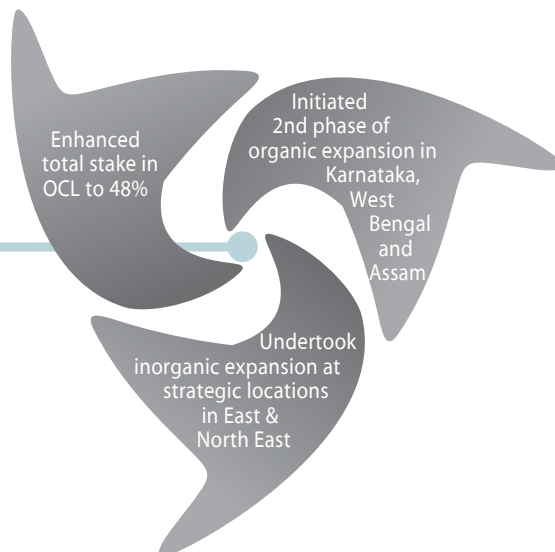 Enhanced
total stake in
OCL to 48%
Initiated
2nd phase of
organic expansion in
Karnataka,
West
Bengal
and
Assam
Undertook
inorganic expansion at
strategic locations
in East &
North East